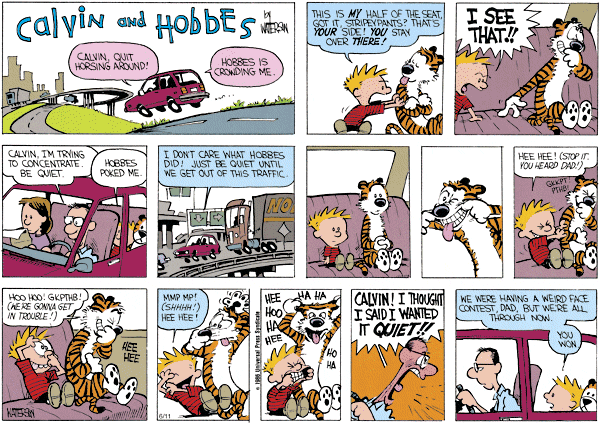 Calvin and Hobbes
by
WATTERSON
CALVIN, QUIT
HORSING AROUND!
HOBBES IS
CROWDING ME.
THIS IS MY HALF OF THE SEAT,
GOT IT, STRIPEYPANTS? THAT'S
YOUR SIDE! YOU STAY
OVER THERE!
I SEE
THAT!!
CALVIN, I'M TRYING
TO CONCENTRATE.
BE QUIET.
HOBBES
POKED ME.
I DON'T CARE WHAT HOBBES
DID! JUST BE QUIET UNTIL
WE GET OUT OF THIS TRAFFIC.
NO
HEE HEE! (STOP IT.
YOU HEARD DAD!)
GKKPT
PTHB!
HOO HOO! GKPTHB!
(WE'RE GONNA GET
IN TROUBLE!)
HEE
HEE
WATTERSON
MMP MP!
(SHHHH!)
HEE HEE!
6/11
© 1986 Universal Press Syndicate
HEE
HOO
HA
HEE
HA HA
HO
HA
CALVIN! I THOUGHT
I SAID I WANTED
IT QUIET!!
WE WERE HAVING A WEIRD FACE
CONTEST, DAD, BUT WE'RE ALL
THROUGH NOW.
YOU
WON.